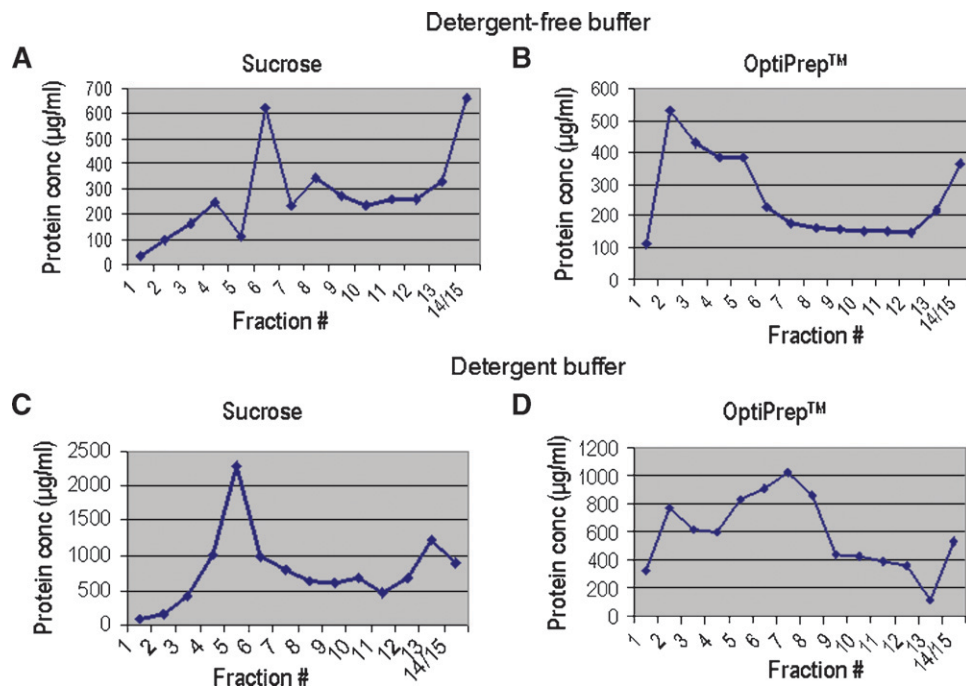 Detergent-free buffer
A
Sucrose
Protein conc (µg/ml)
700
600
500
400
300
200
100
0
1 2 3 4 5 6 7 8 9 10 11 12 13 14/15
Fraction #
B
OptiPrep™
Protein conc (µg/ml)
600
500
400
300
200
100
0
1 2 3 4 5 6 7 8 9 10 11 12 13 14/15
Fraction #
Detergent buffer
C
Sucrose
Protein conc (µg/ml)
2500
2000
1500
1000
500
0
1 2 3 4 5 6 7 8 9 10 11 12 13 14/15
Fraction #
D
OptiPrep™
Protein conc (µg/ml)
1200
1000
800
600
400
200
0
1 2 3 4 5 6 7 8 9 10 11 12 13 14/15
Fraction #